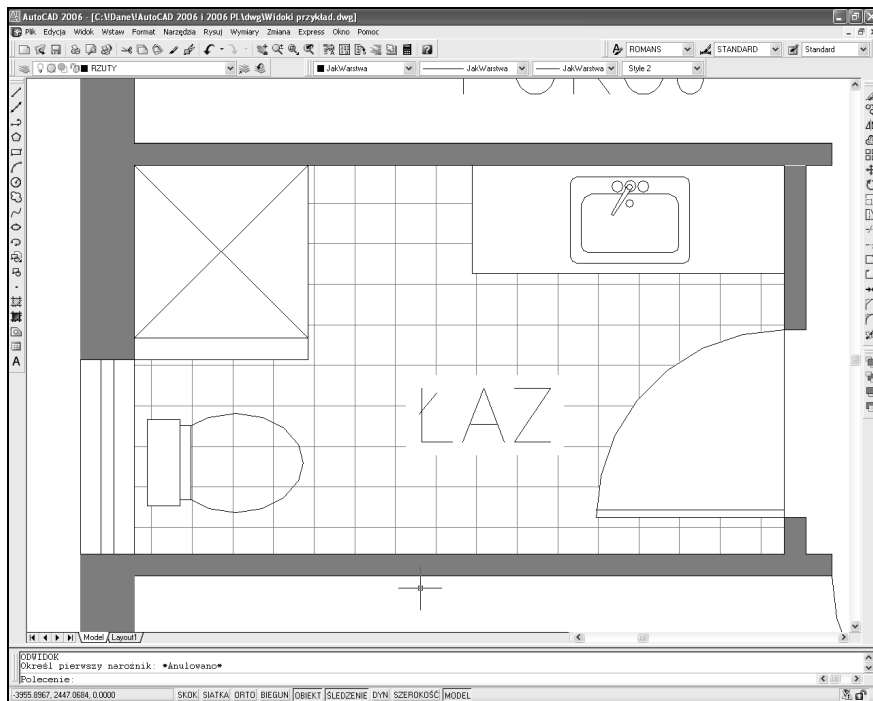 AutoCAD 2006 - [C:\!Dane\!AutoCAD 2006 i 2006 PL\dwg\Widoki przykład.dwg]
Plik Edycja Widok Wstaw Format Narzędzia Rysuj Wymiary Zmiana Express Okno Pomoc
ROMANS STANDARD Standard
RZUTY JakWarstwa JakWarstwa JakWarstwa Style 2
A
ŁAZ
Model Layout1
ODWIDOK
Określ pierwszy narożnik: *Anulowano*
Polecenie:
-3955.8967, 2447.0684, 0.0000 SKOK SIATKA ORTO BIEGUN OBIEKT ŚLEDZENIE DYN SZEROKOŚĆ MODEL